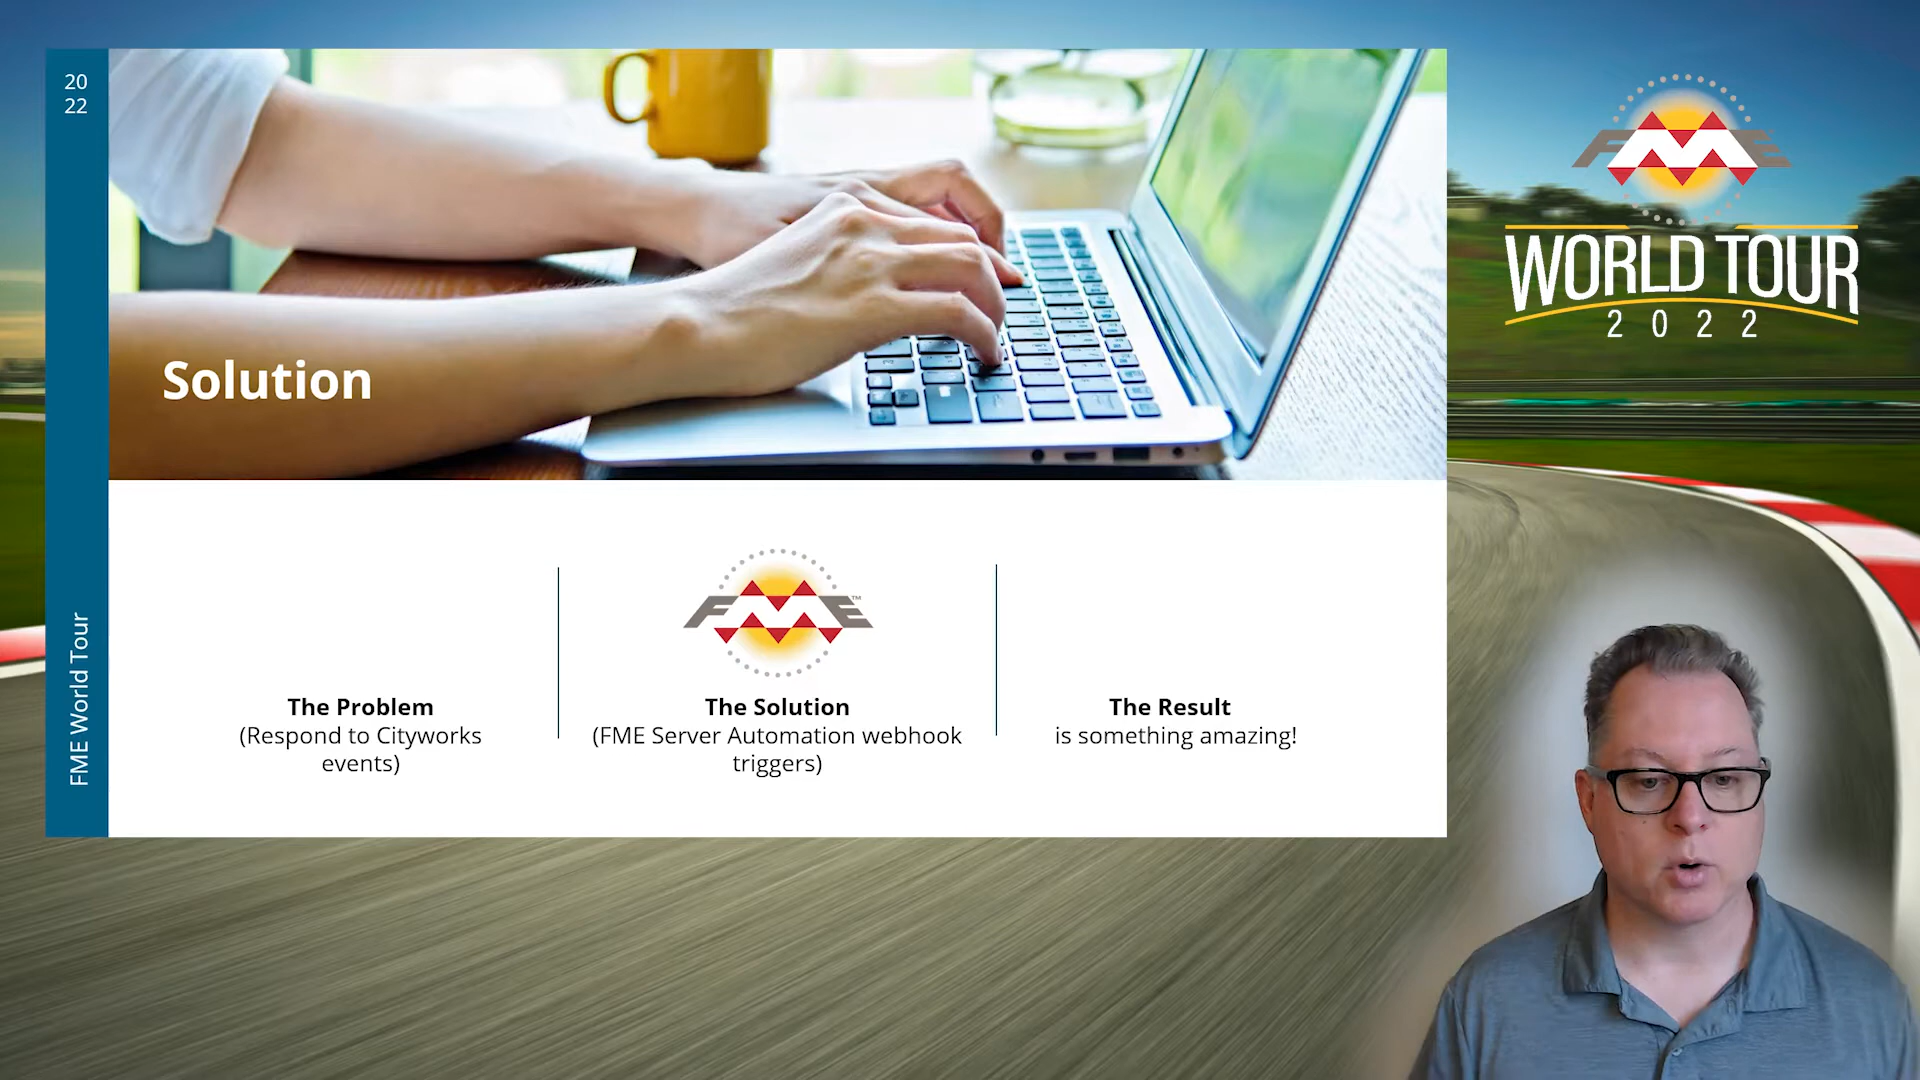 20
22
FME World Tour
Solution
FME™
The Problem
(Respond to Cityworks
events)
The Solution
(FME Server Automation webhook
triggers)
The Result
is something amazing!
FME
WORLD TOUR
2022